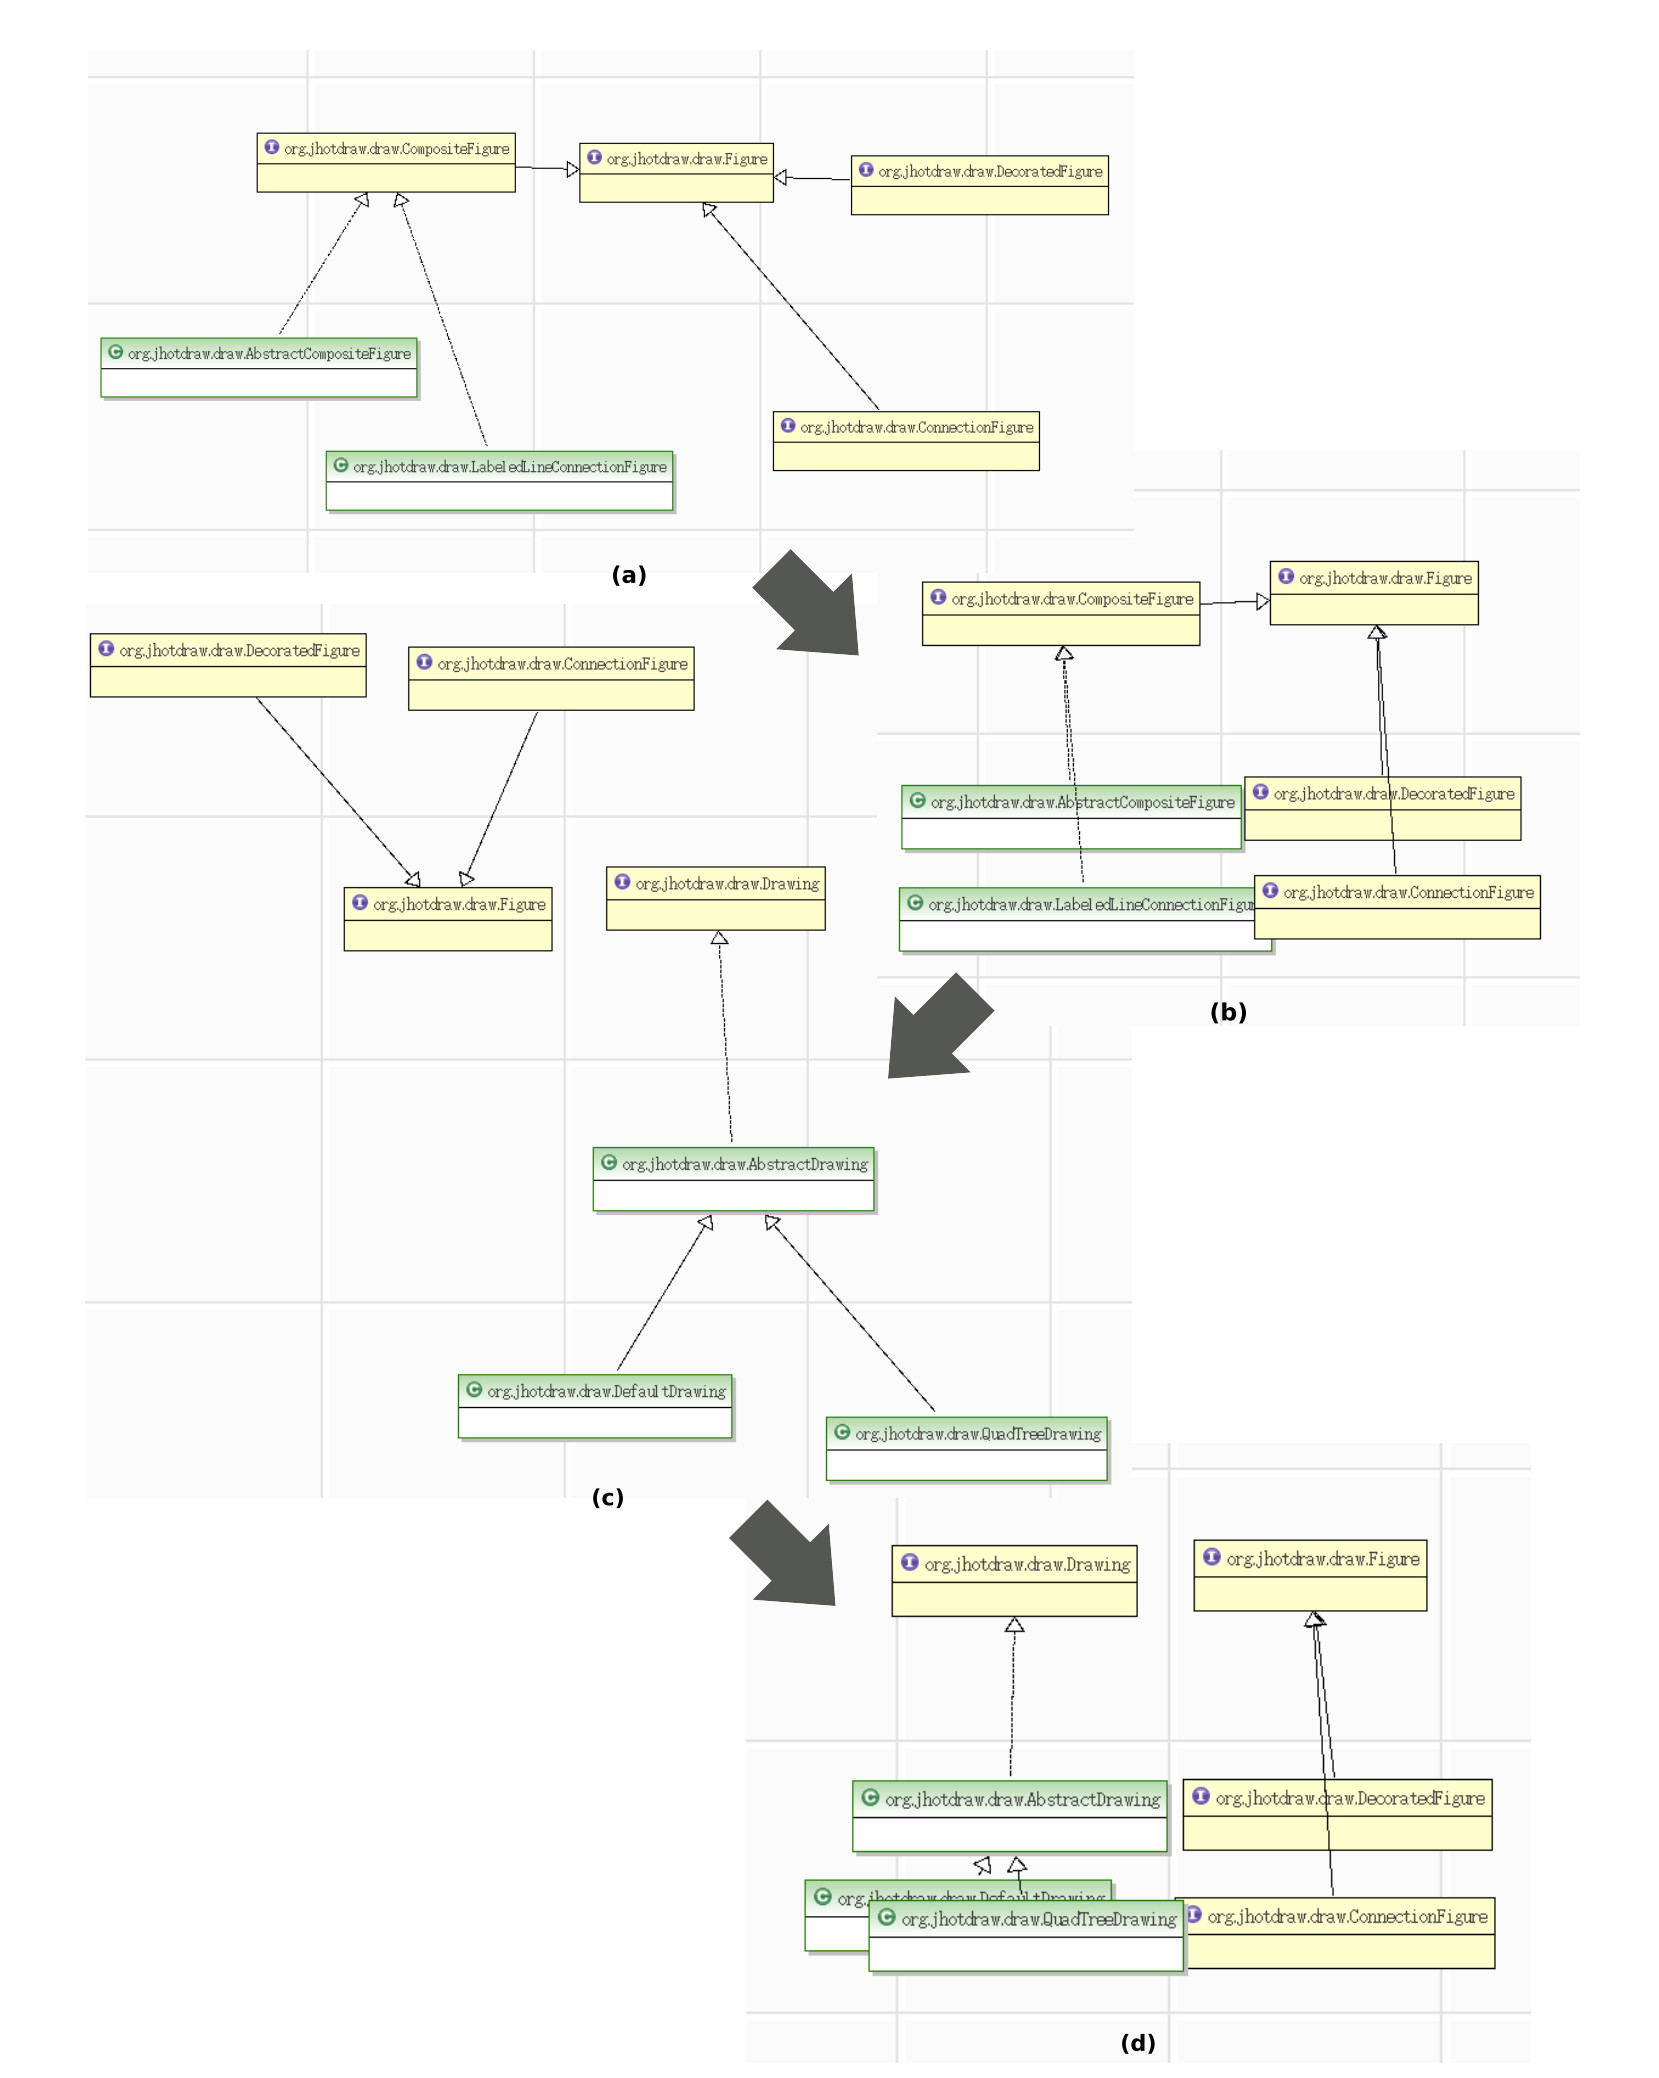 org.jhotdraw.draw.CompositeFigure
org.jhotdraw.draw.Figure
org.jhotdraw.draw.DecoratedFigure
org.jhotdraw.draw.AbstractCompositeFigure
org.jhotdraw.draw.ConnectionFigure
org.jhotdraw.draw.LabeledLineConnectionFigure
(a)
org.jhotdraw.draw.CompositeFigure
org.jhotdraw.draw.Figure
org.jhotdraw.draw.AbstractCompositeFigure
org.jhotdraw.draw.DecoratedFigure
org.jhotdraw.draw.LabeledLineConnectionFigur
org.jhotdraw.draw.ConnectionFigure
(b)
org.jhotdraw.draw.DecoratedFigure
org.jhotdraw.draw.ConnectionFigure
org.jhotdraw.draw.Figure
org.jhotdraw.draw.Drawing
org.jhotdraw.draw.AbstractDrawing
org.jhotdraw.draw.DefaultDrawing
org.jhotdraw.draw.QuadTreeDrawing
(c)
org.jhotdraw.draw.Drawing
org.jhotdraw.draw.Figure
org.jhotdraw.draw.AbstractDrawing
org.jhotdraw.draw.DecoratedFigure
org.jhotdraw.draw.DefaultDrawing
org.jhotdraw.draw.QuadTreeDrawing
org.jhotdraw.draw.ConnectionFigure
(d)